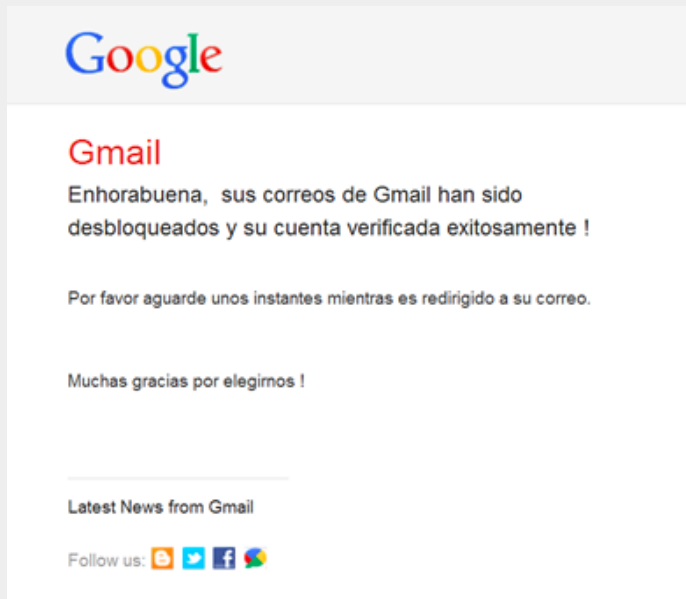 Google
Gmail
Enhorabuena, sus correos de Gmail han sido
desbloqueados y su cuenta verificada exitosamente !
Por favor aguarde unos instantes mientras es redirigido a su correo.
Muchas gracias por elegirnos !
Latest News from Gmail
Follow us: